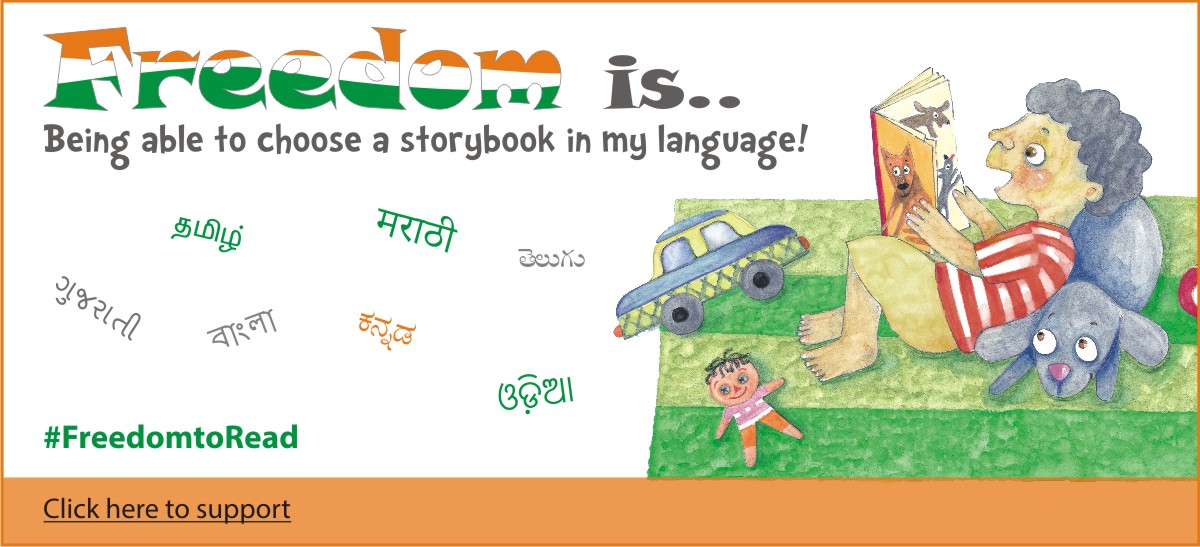 Freedom is..
Being able to choose a storybook in my language!
தமிழ்
मराठी
తెలుగు
ગુજરાતી
বাংলা
ಕನ್ನಡ
ଓଡ଼ିଆ
#FreedomtoRead
Click here to support